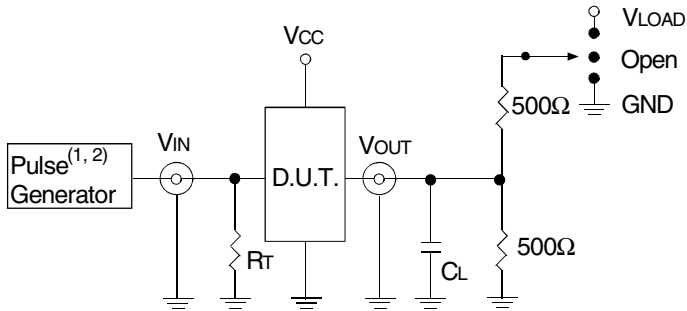 VLOAD
VCC
Open
500Ω
GND
VIN
VOUT
Pulse(1, 2)
Generator
D.U.T.
500Ω
RT
CL